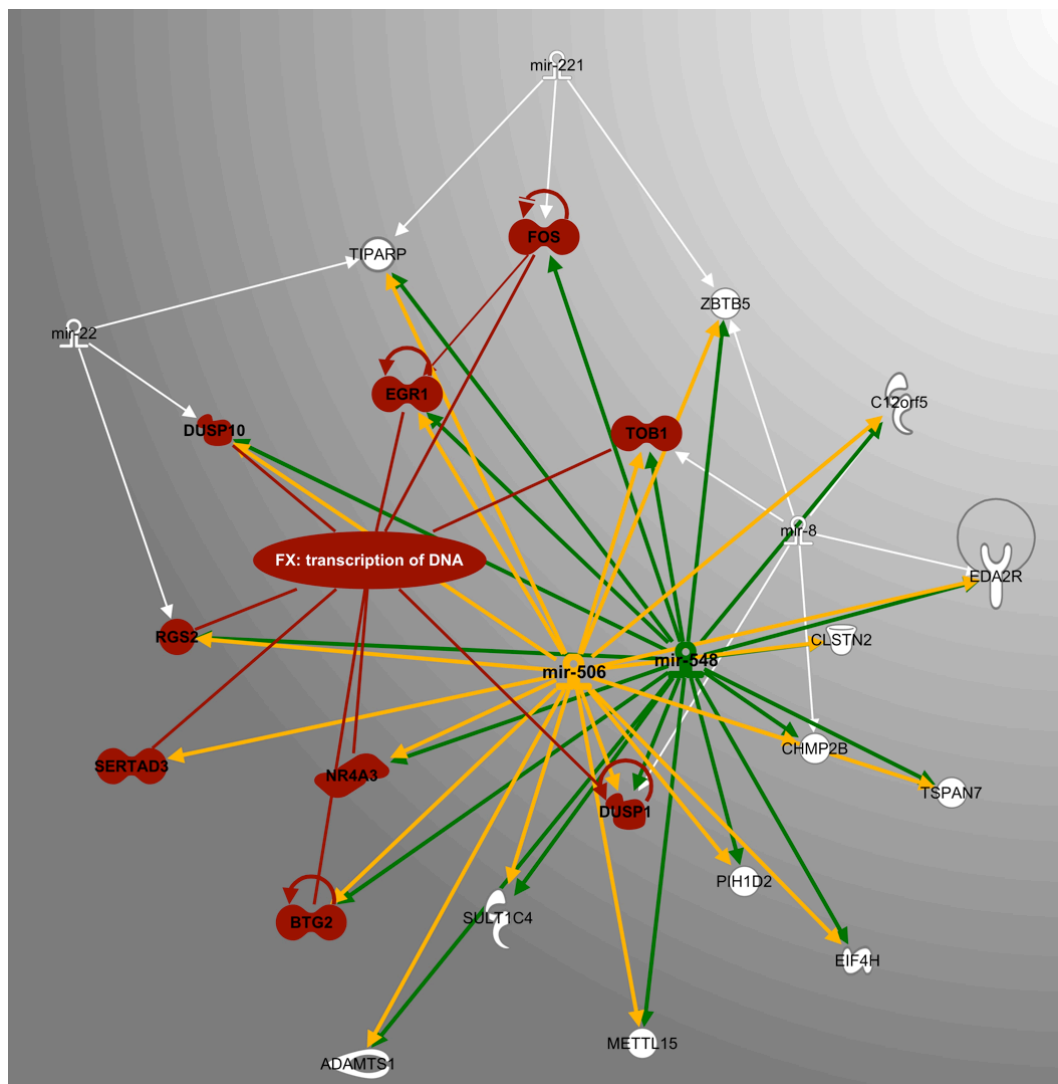 mir-221
FOS
TIPARP
ZBTB5
mir-22
EGR1
C12orf5
DUSP10
TOB1
mir-8
FX: transcription of DNA
EDA2R
RGS2
CLSTN2
mir-506
mir-548
CHMP2B
SERTAD3
NR4A3
TSPAN7
DUSP1
PIH1D2
BTG2
SULT1C4
EIF4H
METTL15
ADAMTS1